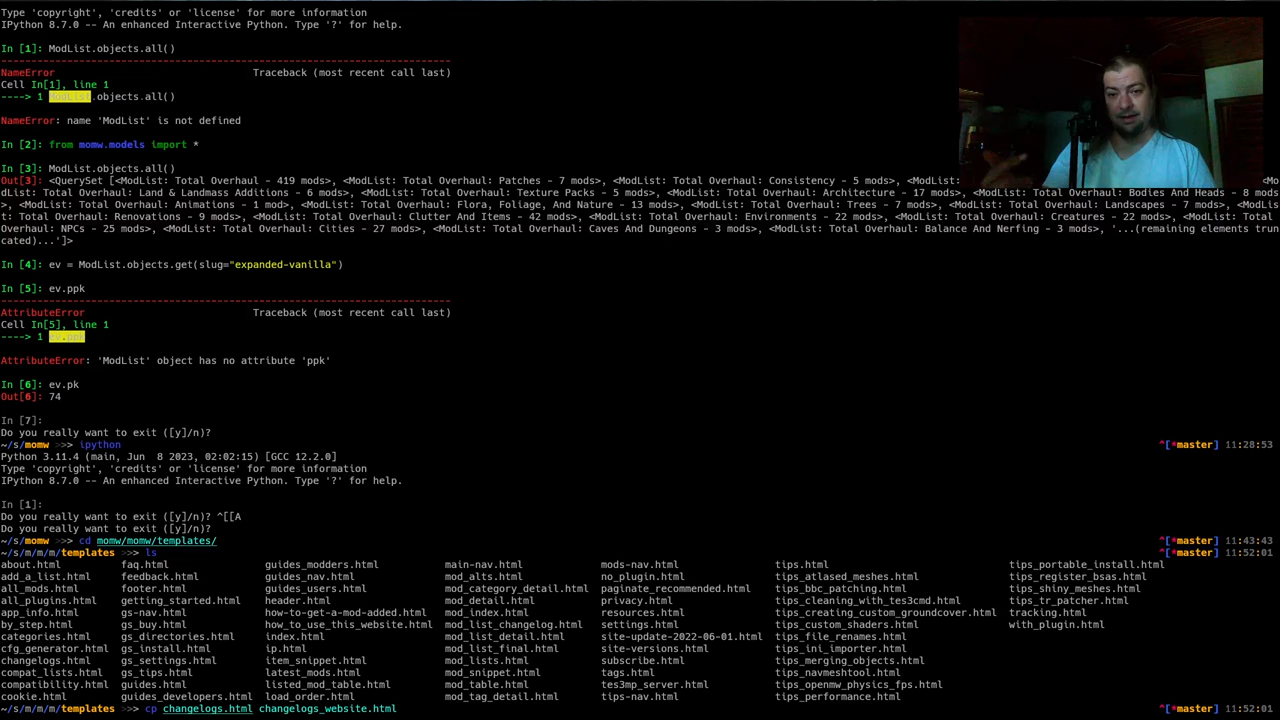 Type 'copyright', 'credits' or 'license' for more information
IPython 8.7.0 -- An enhanced Interactive Python. Type '?' for help.
In [1]: ModList.objects.all()
---------------------------------------------------------------------------
NameError                                 Traceback (most recent call last)
Cell In[1], line 1
----> 1 ModList.objects.all()
NameError: name 'ModList' is not defined
In [2]: from momw.models import *
In [3]: ModList.objects.all()
Out[3]: <QuerySet [<ModList: Total Overhaul - 419 mods>, <ModList: Total Overhaul: Patches - 7 mods>, <ModList: Total Overhaul: Consistency - 5 mods>, <ModList: Total Overhaul: <Mo
dList: Total Overhaul: Land & Landmass Additions - 6 mods>, <ModList: Total Overhaul: Texture Packs - 5 mods>, <ModList: Total Overhaul: Architecture - 17 mods>, <ModList: Total Overhaul: Bodies And Heads - 8 mods
>, <ModList: Total Overhaul: Animations - 1 mod>, <ModList: Total Overhaul: Flora, Foliage, And Nature - 13 mods>, <ModList: Total Overhaul: Trees - 7 mods>, <ModList: Total Overhaul: Landscapes - 7 mods>, <ModLis
t: Total Overhaul: Renovations - 9 mods>, <ModList: Total Overhaul: Clutter And Items - 42 mods>, <ModList: Total Overhaul: Environments - 22 mods>, <ModList: Total Overhaul: Creatures - 22 mods>, <ModList: Total
Overhaul: NPCs - 25 mods>, <ModList: Total Overhaul: Cities - 27 mods>, <ModList: Total Overhaul: Caves And Dungeons - 3 mods>, <ModList: Total Overhaul: Balance And Nerfing - 3 mods>, '...(remaining elements trun
cated)...']>
In [4]: ev = ModList.objects.get(slug="expanded-vanilla")
In [5]: ev.ppk
---------------------------------------------------------------------------
AttributeError                            Traceback (most recent call last)
Cell In[5], line 1
----> 1 ev.ppk
AttributeError: 'ModList' object has no attribute 'ppk'
In [6]: ev.pk
Out[6]: 74
In [7]:
Do you really want to exit ([y]/n)?
~/s/momw >>> ipython ^[*master] 11:28:53
Python 3.11.4 (main, Jun  8 2023, 02:02:15) [GCC 12.2.0]
Type 'copyright', 'credits' or 'license' for more information
IPython 8.7.0 -- An enhanced Interactive Python. Type '?' for help.
In [1]:
Do you really want to exit ([y]/n)? ^[[A
Do you really want to exit ([y]/n)?
~/s/momw >>> cd momw/momw/templates/ ^[*master] 11:43:43
~/s/m/m/m/templates >>> ls ^[*master] 11:52:01
about.html faq.html guides_modders.html main-nav.html mods-nav.html tips.html tips_portable_install.html
add_a_list.html feedback.html guides_nav.html mod_alts.html no_plugin.html tips_atlased_meshes.html tips_register_bsas.html
all_mods.html footer.html guides_users.html mod_category_detail.html paginate_recommended.html tips_bbc_patching.html tips_shiny_meshes.html
all_plugins.html getting_started.html header.html mod_detail.html privacy.html tips_cleaning_with_tes3cmd.html tips_tr_patcher.html
app_info.html gs-nav.html how-to-get-a-mod-added.html mod_index.html resources.html tips_creating_custom_groundcover.html tracking.html
by_step.html gs_buy.html how_to_use_this_website.html mod_list_changelog.html settings.html tips_custom_shaders.html with_plugin.html
categories.html gs_directories.html index.html mod_list_detail.html site-update-2022-06-01.html tips_file_renames.html
cfg_generator.html gs_install.html ip.html mod_list_final.html site-versions.html tips_ini_importer.html
changelogs.html gs_settings.html item_snippet.html mod_lists.html subscribe.html tips_merging_objects.html
compat_lists.html gs_tips.html latest_mods.html mod_snippet.html tags.html tips_navmeshtool.html
compatibility.html guides.html listed_mod_table.html mod_table.html tes3mp_server.html tips_openmw_physics_fps.html
cookie.html guides_developers.html load_order.html mod_tag_detail.html tips-nav.html tips_performance.html
~/s/m/m/m/templates >>> cp changelogs.html changelogs_website.html ^[*master] 11:52:01